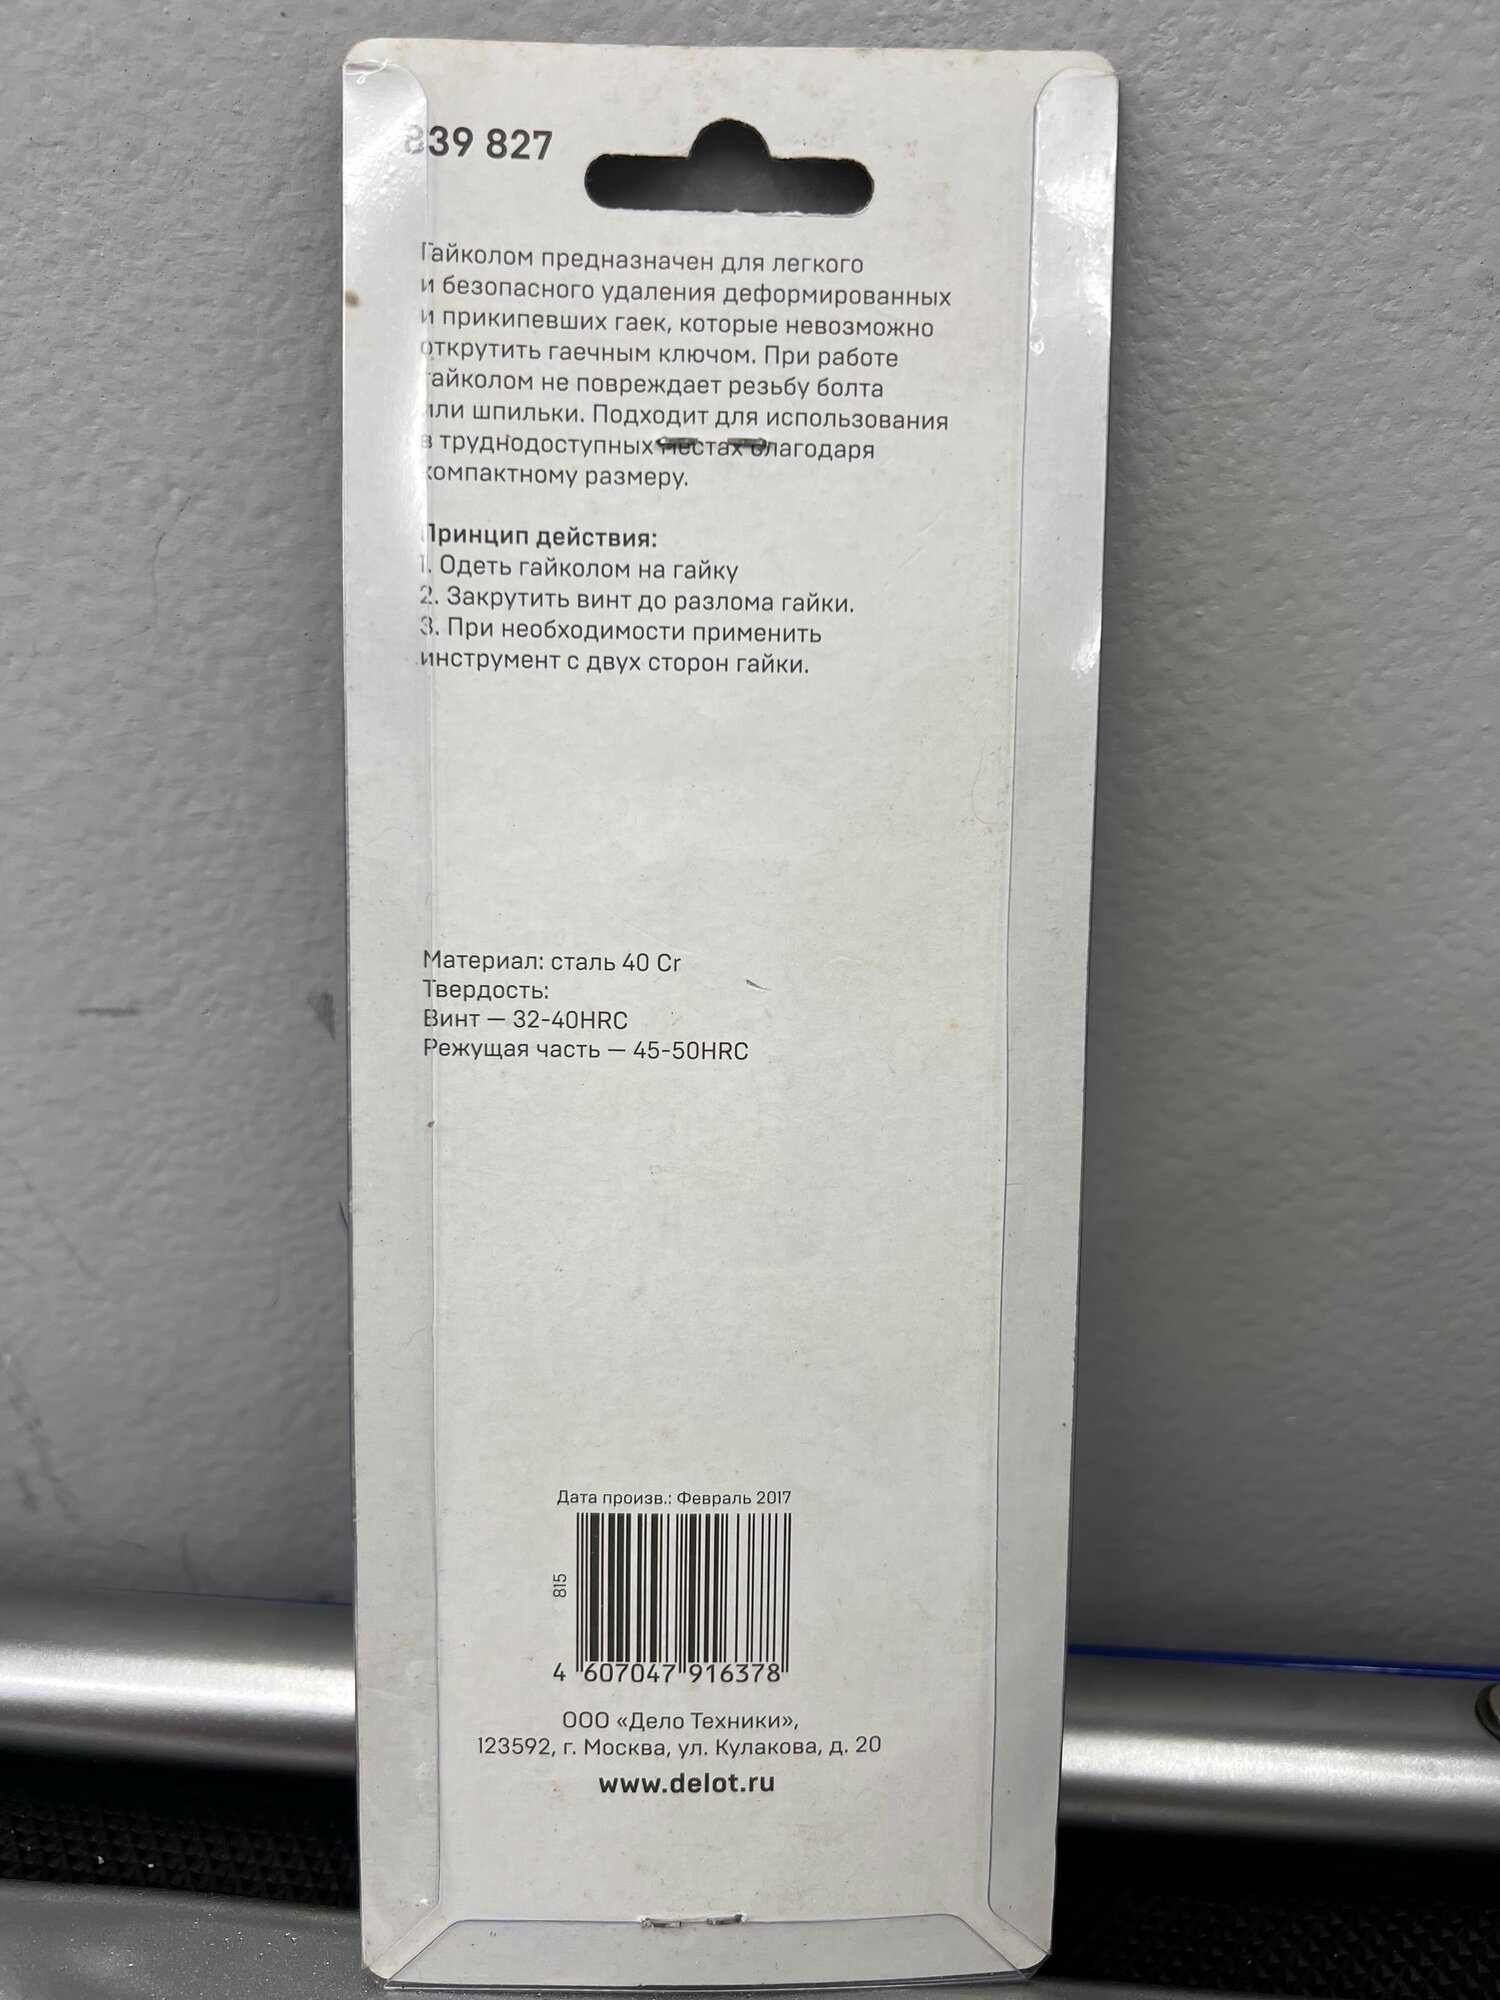 839 827
Гайколом предназначен для легкого
и безопасного удаления деформированных
и прикипевших гаек, которые невозможно
открутить гаечным ключом. При работе
гайколом не повреждает резьбу болта
или шпильки. Подходит для использования
в труднодоступных местах благодаря
компактному размеру.
Принцип действия:
1. Одеть гайколом на гайку
2. Закрутить винт до разлома гайки.
3. При необходимости применить
инструмент с двух сторон гайки.
Материал: сталь 40 Cr
Твердость:
Винт — 32-40HRC
Режущая часть — 45-50HRC
Дата произв.: Февраль 2017
815
4 607047 916378
ООО «Дело Техники»,
123592, г. Москва, ул. Кулакова, д. 20
www.delot.ru